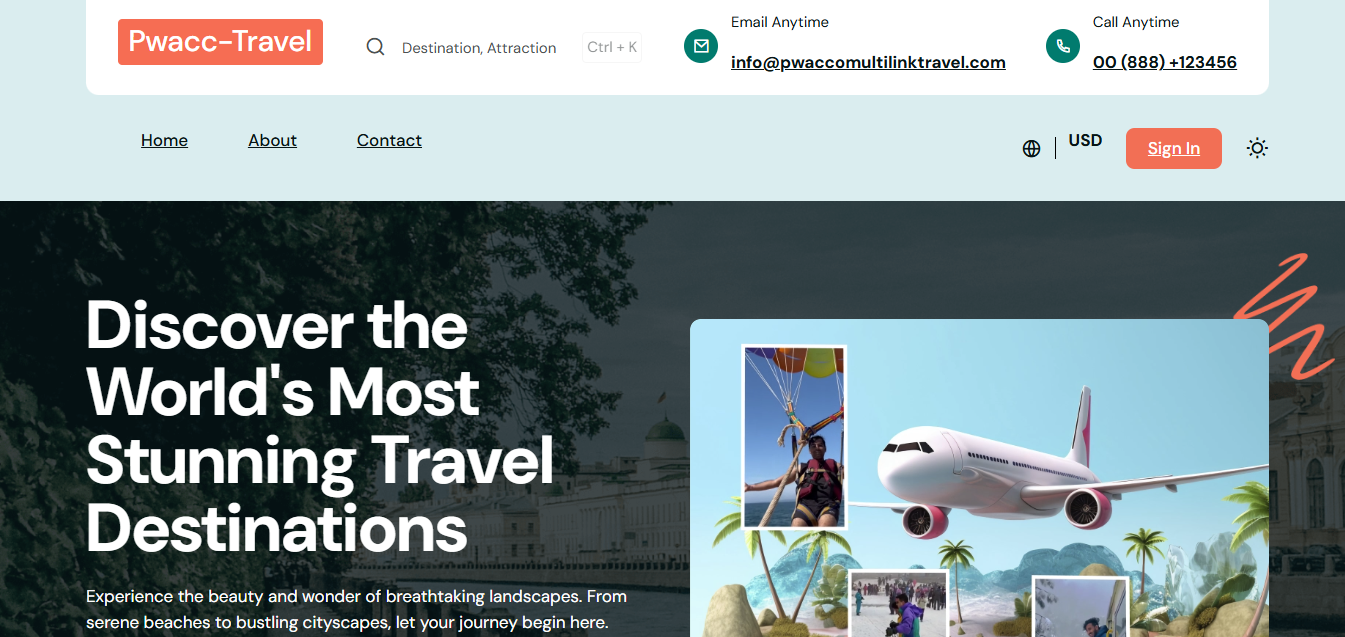 Pwacc-Travel
Destination, Attraction
Ctrl + K
Email Anytime
info@pwaccomultilinktravel.com
Call Anytime
00 (888) +123456
Home
About
Contact
USD
Sign In
Discover the
World's Most
Stunning Travel
Destinations
Experience the beauty and wonder of breathtaking landscapes. From
serene beaches to bustling cityscapes, let your journey begin here.